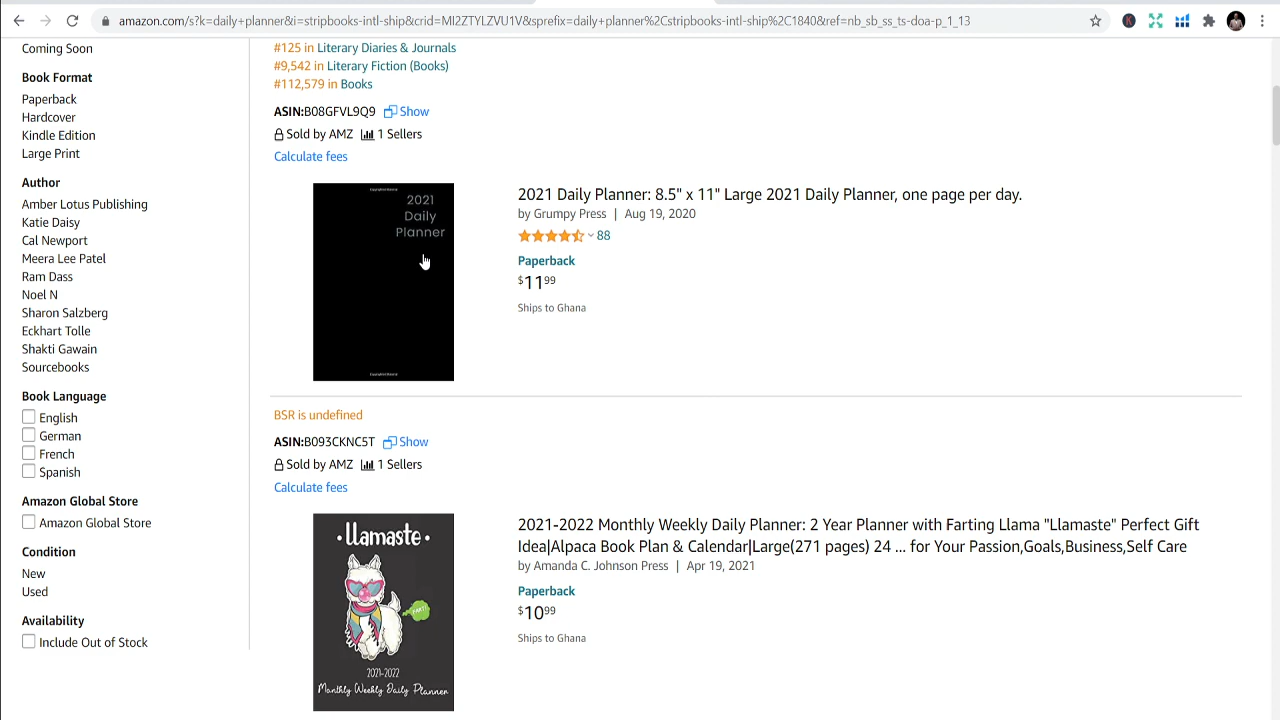 amazon.com/s?k=daily+planner&i=stripbooks-intl-ship&crid=MI2ZTYLZVU1V&sprefix=daily+planner%2Cstripbooks-intl-ship%2C1840&ref=nb_sb_ss_ts-doa-p_1_13
Coming Soon
Book Format
Paperback
Hardcover
Kindle Edition
Large Print
Author
Amber Lotus Publishing
Katie Daisy
Cal Newport
Meera Lee Patel
Ram Dass
Noel N
Sharon Salzberg
Eckhart Tolle
Shakti Gawain
Sourcebooks
Book Language
English
German
French
Spanish
Amazon Global Store
Amazon Global Store
Condition
New
Used
Availability
Include Out of Stock
#125 in Literary Diaries & Journals
#9,542 in Literary Fiction (Books)
#112,579 in Books
ASIN:B08GFVL9Q9 Show
Sold by AMZ 1 Sellers
Calculate fees
2021
Daily
Planner
2021 Daily Planner: 8.5" x 11" Large 2021 Daily Planner, one page per day.
by Grumpy Press | Aug 19, 2020
88
Paperback
$11.99
Ships to Ghana
BSR is undefined
ASIN:B093CKNC5T Show
Sold by AMZ 1 Sellers
Calculate fees
• llamaste •
FART!
2021-2022
Monthly Weekly Daily Planner
2021-2022 Monthly Weekly Daily Planner: 2 Year Planner with Farting Llama "Llamaste" Perfect Gift
Idea|Alpaca Book Plan & Calendar|Large(271 pages) 24 ... for Your Passion,Goals,Business,Self Care
by Amanda C. Johnson Press | Apr 19, 2021
Paperback
$10.99
Ships to Ghana